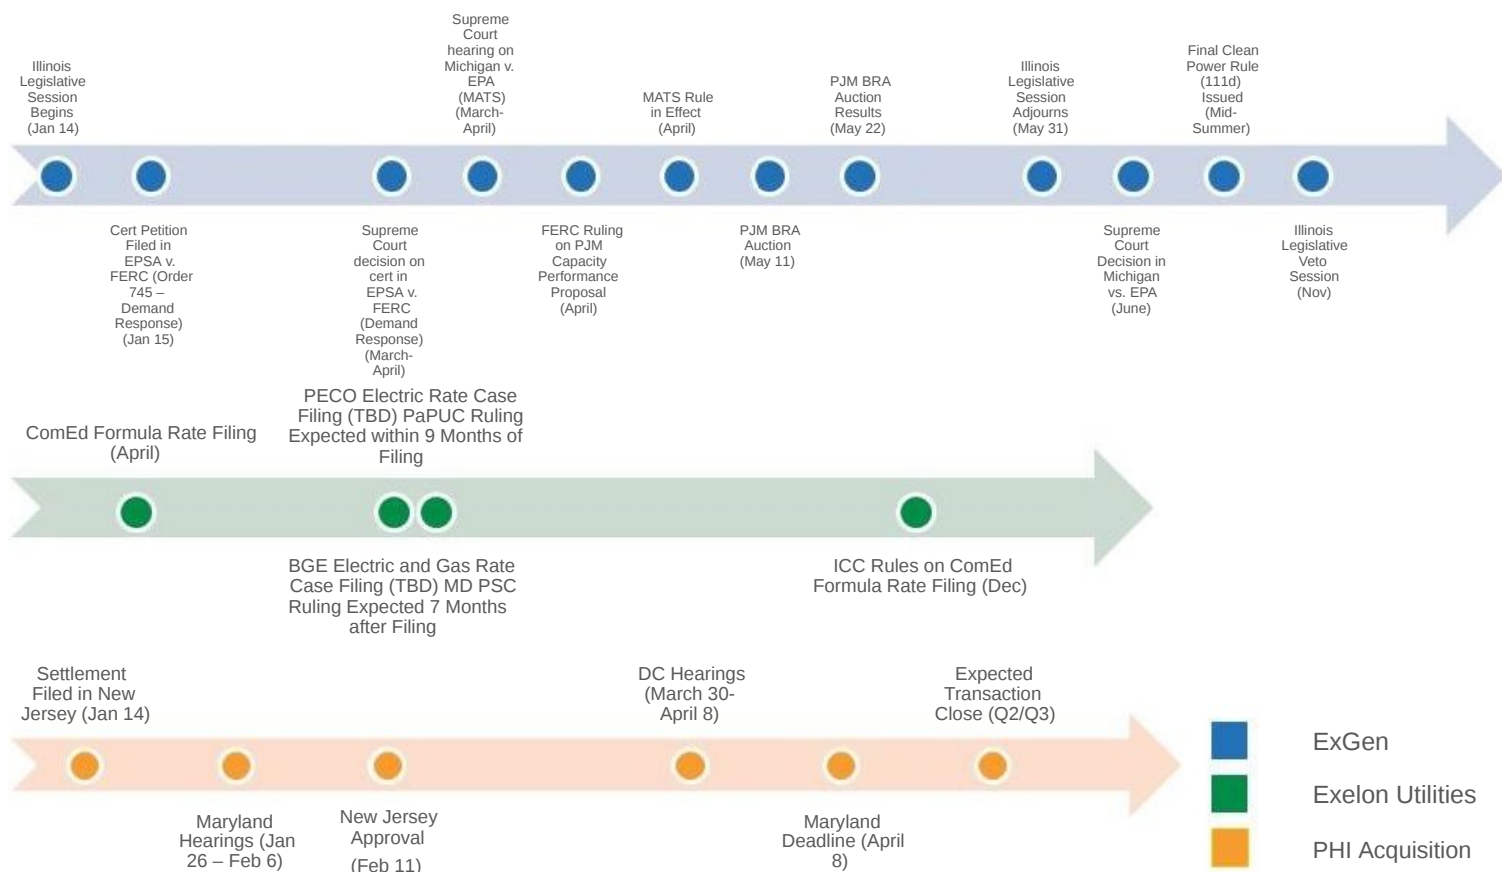 Illinois
Legislative
Session
Begins
(Jan 14)
Supreme
Court
hearing on
Michigan v.
EPA
(MATS)
(March-
April)
MATS Rule
in Effect
(April)
PJM BRA
Auction
Results
(May 22)
Illinois
Legislative
Session
Adjourns
(May 31)
Final Clean
Power Rule
(111d)
Issued
(Mid-
Summer)
Cert Petition
Filed in
EPSA v.
FERC (Order
745 –
Demand
Response)
(Jan 15)
Supreme
Court
decision on
cert in
EPSA v.
FERC
(Demand
Response)
(March-
April)
FERC Ruling
on PJM
Capacity
Performance
Proposal
(April)
PJM BRA
Auction
(May 11)
Supreme
Court
Decision in
Michigan
vs. EPA
(June)
Illinois
Legislative
Veto
Session
(Nov)
ComEd Formula Rate Filing
(April)
PECO Electric Rate Case
Filing (TBD) PaPUC Ruling
Expected within 9 Months of
Filing
BGE Electric and Gas Rate
Case Filing (TBD) MD PSC
Ruling Expected 7 Months
after Filing
ICC Rules on ComEd
Formula Rate Filing (Dec)
Settlement
Filed in New
Jersey (Jan 14)
DC Hearings
(March 30-
April 8)
Expected
Transaction
Close (Q2/Q3)
Maryland
Hearings (Jan
26 – Feb 6)
New Jersey
Approval
(Feb 11)
Maryland
Deadline (April
8)
ExGen
Exelon Utilities
PHI Acquisition